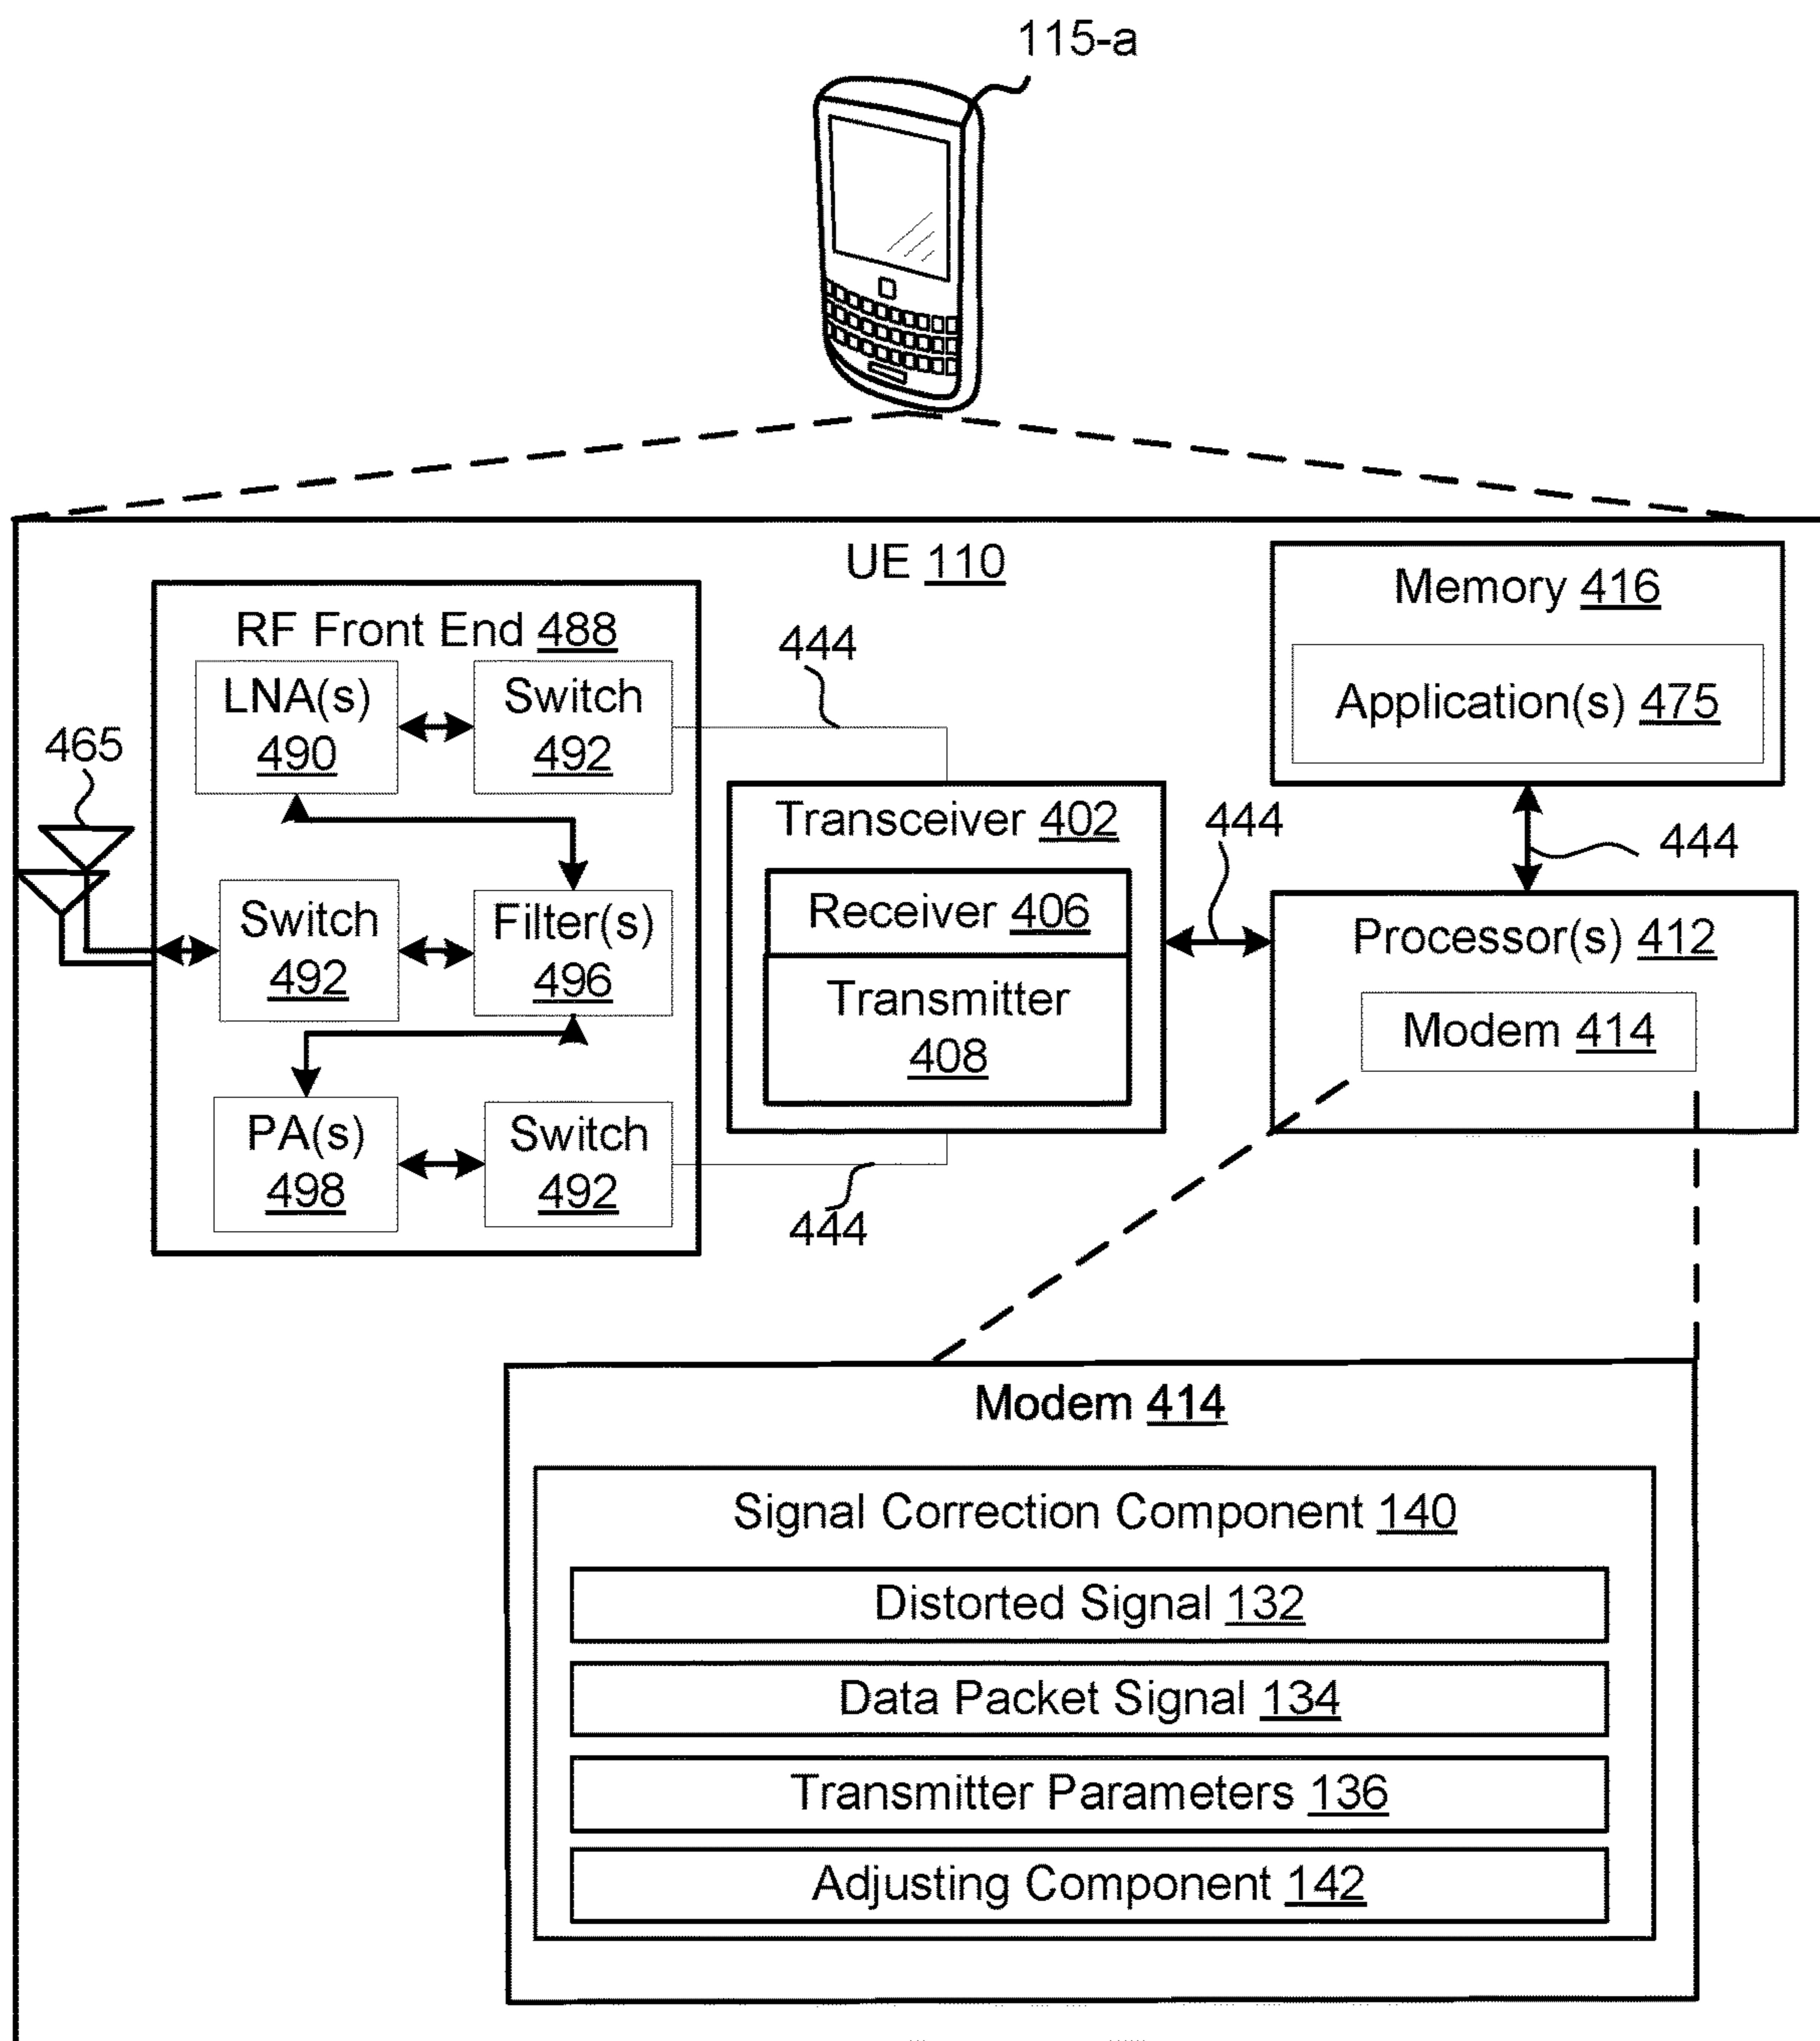 115-a
UE 110
RF Front End 488
LNA(s)
490
Switch
492
444
465
Switch
492
Filter(s)
496
PA(s)
498
Switch
492
444
Transceiver 402
Receiver 406
Transmitter
408
444
Memory 416
Application(s) 475
444
Processor(s) 412
Modem 414
Modem 414
Signal Correction Component 140
Distorted Signal 132
Data Packet Signal 134
Transmitter Parameters 136
Adjusting Component 142